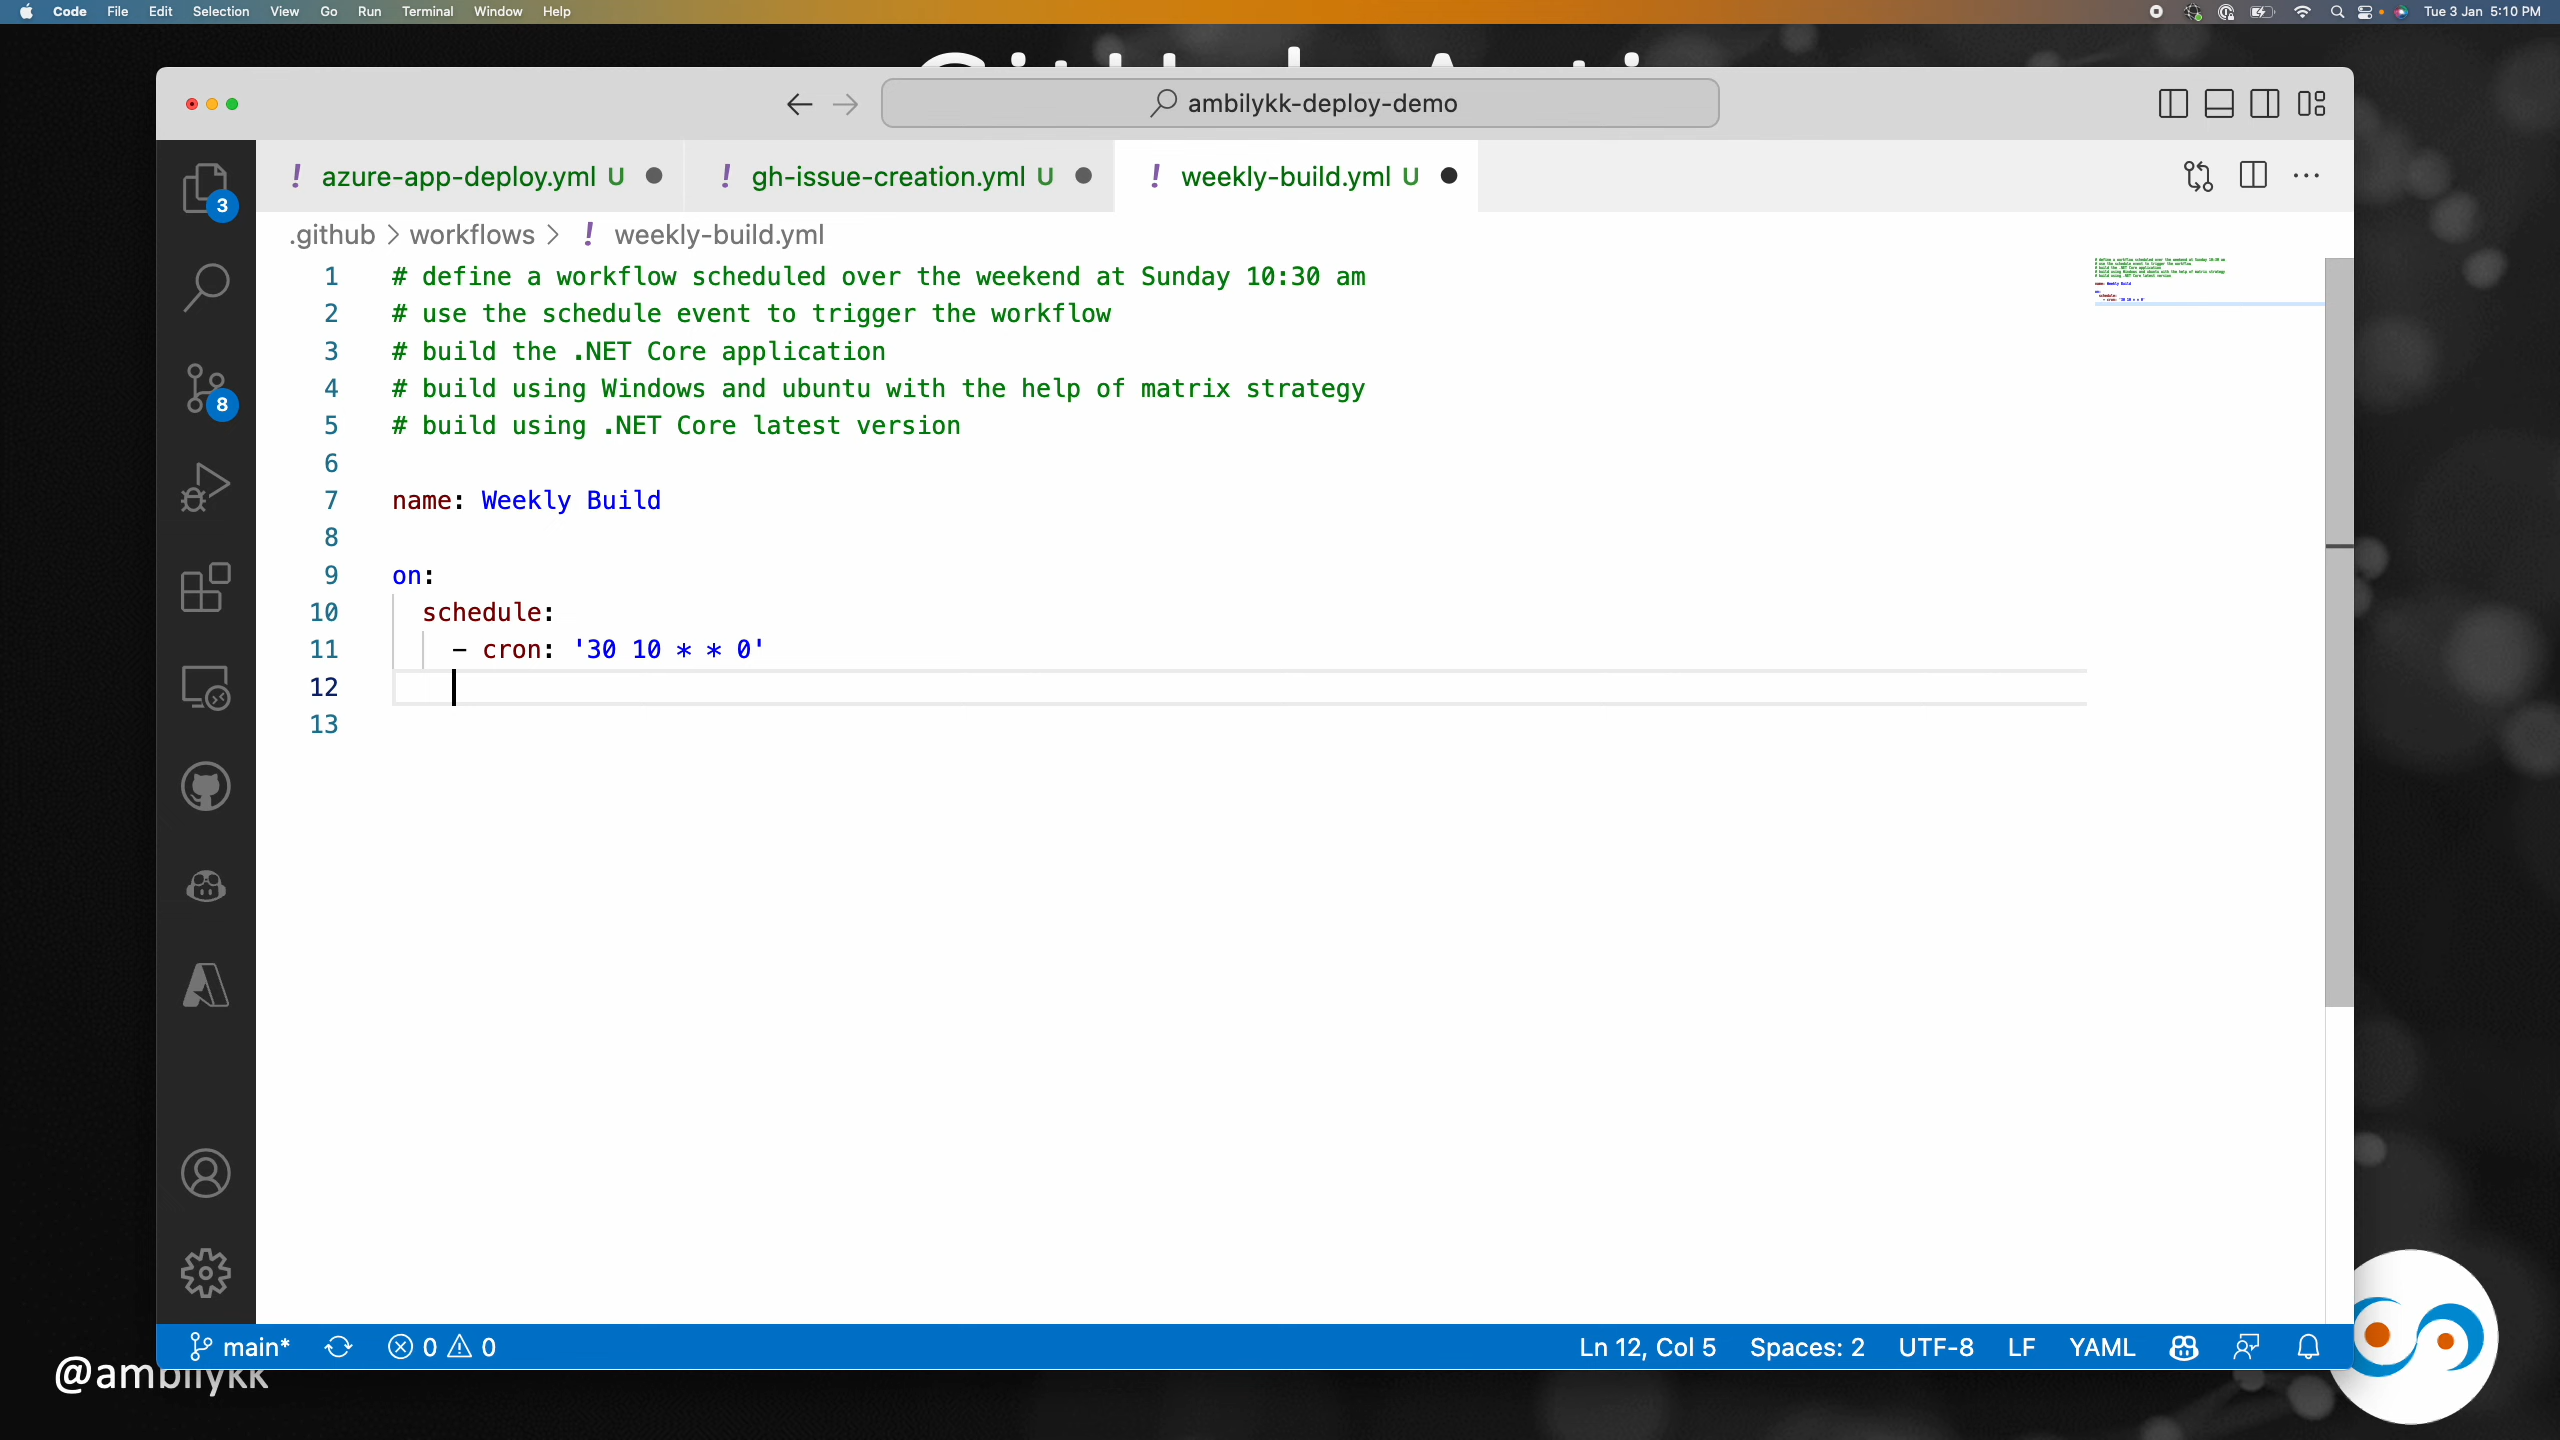 Code File Edit Selection View Go Run Terminal Window Help
Tue 3 Jan 5:10 PM
ambilykk-deploy-demo
! azure-app-deploy.yml U
! gh-issue-creation.yml U
! weekly-build.yml U
.github > workflows > ! weekly-build.yml
3
8
1 # define a workflow scheduled over the weekend at Sunday 10:30 am
2 # use the schedule event to trigger the workflow
3 # build the .NET Core application
4 # build using Windows and ubuntu with the help of matrix strategy
5 # build using .NET Core latest version
6
7 name: Weekly Build
8
9 on:
10 schedule:
11 - cron: '30 10 * * 0'
12
13
main* 0 0 Ln 12, Col 5 Spaces: 2 UTF-8 LF YAML
@ambilykk